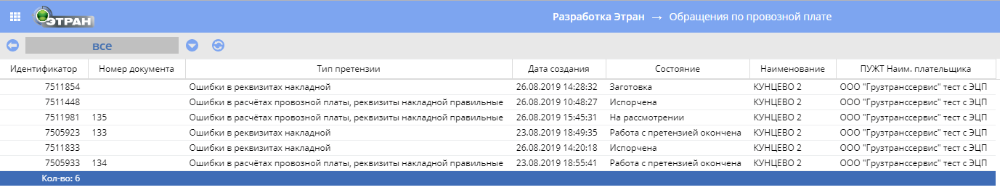 ЭТРАН Разработка Этран → Обращения по провозной плате
все
Идентификатор Номер документа Тип претензии Дата создания Состояние Наименование ПУЖТ Наим. плательщика
7511854 Ошибки в реквизитах накладной 26.08.2019 14:28:32 Заготовка КУНЦЕВО 2 ООО "Грузтранссервис" тест с ЭЦП
7511448 Ошибки в расчётах провозной платы, реквизиты накладной правильные 26.08.2019 10:48:27 Испорчена КУНЦЕВО 2 ООО "Грузтранссервис" тест с ЭЦП
7511981 135 Ошибки в расчётах провозной платы, реквизиты накладной правильные 26.08.2019 15:45:31 На рассмотрении КУНЦЕВО 2 ООО "Грузтранссервис" тест с ЭЦП
7505923 133 Ошибки в реквизитах накладной 23.08.2019 18:49:35 Работа с претензией окончена КУНЦЕВО 2 ООО "Грузтранссервис" тест с ЭЦП
7511833 Ошибки в реквизитах накладной 26.08.2019 14:20:18 Испорчена КУНЦЕВО 2 ООО "Грузтранссервис" тест с ЭЦП
7505933 134 Ошибки в расчётах провозной платы, реквизиты накладной правильные 23.08.2019 18:55:41 Работа с претензией окончена КУНЦЕВО 2 ООО "Грузтранссервис" тест с ЭЦП
Кол-во: 6